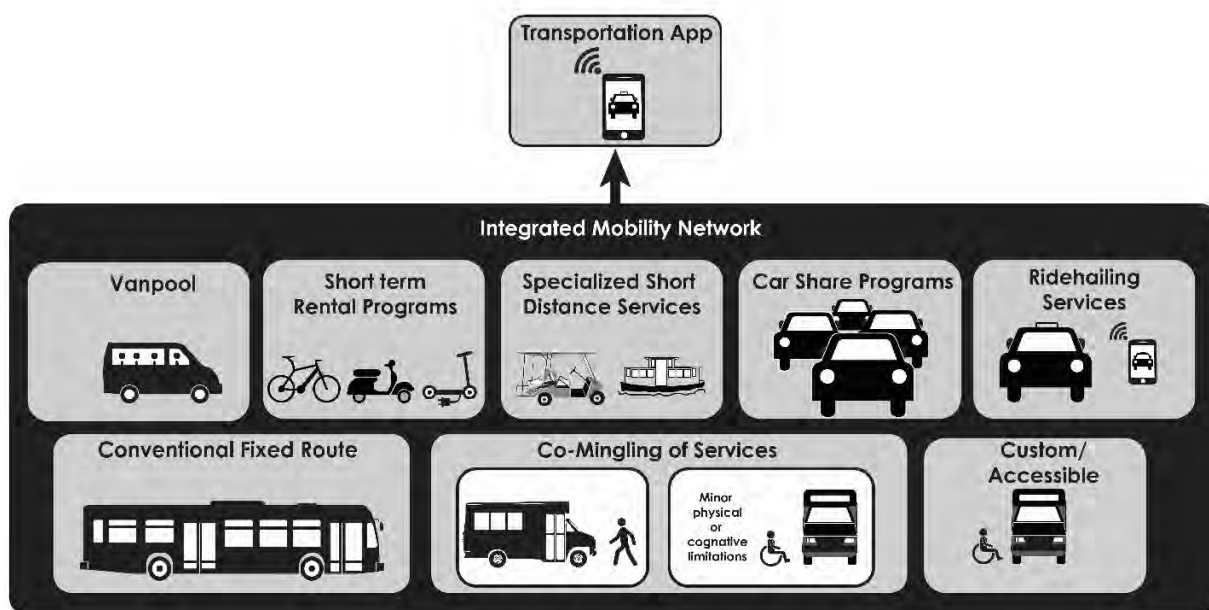 Transportation App
Integrated Mobility Network
Vanpool
Short term
Rental Programs
Specialized Short
Distance Services
Car Share Programs
Ridehailing
Services
Conventional Fixed Route
Co-Mingling of Services
Minor
physical
or
cognative
limitations
Custom/
Accessible